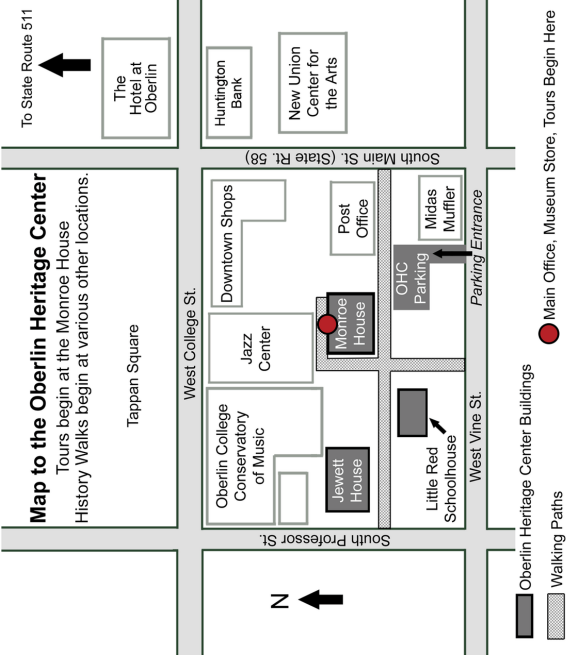 Map to the Oberlin Heritage Center
Tours begin at the Monroe House
History Walks begin at various other locations.
Tappan Square
To State Route 511
The
Hotel at
Oberlin
West College St.
Huntington
Bank
New Union
Center for
the Arts
South Main St. (State Rt. 58)
Oberlin College
Conservatory
of Music
Jazz
Center
Downtown Shops
Post
Office
Jewett
House
Monroe
House
South Professor St.
Little Red
Schoolhouse
OHC
Parking
Midas
Muffler
West Vine St.
Parking Entrance
N
Oberlin Heritage Center Buildings
Walking Paths
Main Office, Museum Store, Tours Begin Here